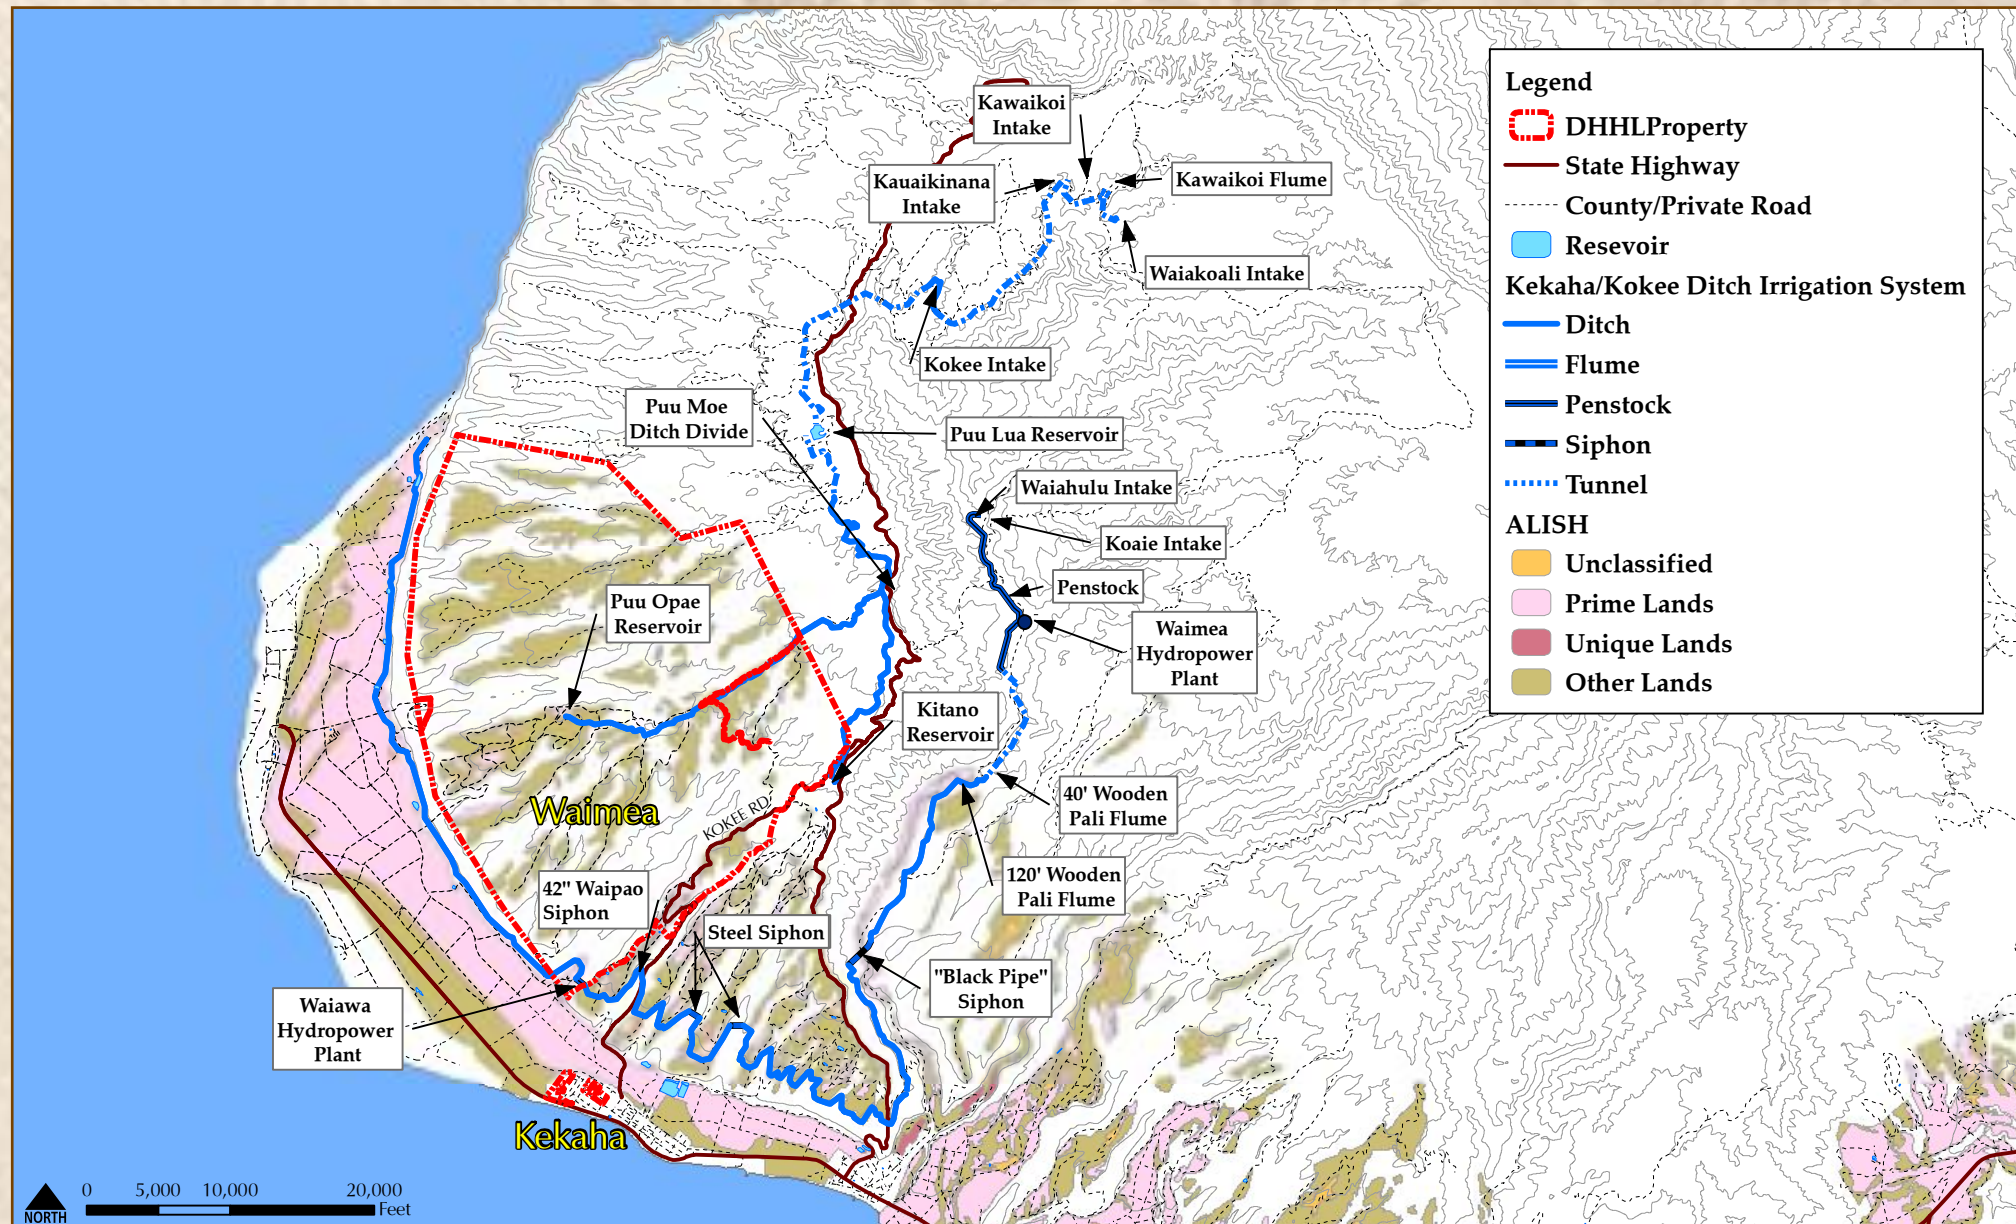 Kawaikoi
Intake
Kauaikinana
Intake
Kawaikoi Flume
Waiakoali Intake
Kokee Intake
Puu Moe
Ditch Divide
Puu Lua Reservoir
Waiahulu Intake
Koaie Intake
Penstock
Puu Opae
Reservoir
Waimea
Hydropower
Plant
Kitano
Reservoir
40' Wooden
Pali Flume
Waimea
KOKEE RD
120' Wooden
Pali Flume
42" Waipao
Siphon
Steel Siphon
"Black Pipe"
Siphon
Waiawa
Hydropower
Plant
Kekaha
Legend
DHHLProperty
State Highway
County/Private Road
Resevoir
Kekaha/Kokee Ditch Irrigation System
Ditch
Flume
Penstock
Siphon
Tunnel
ALISH
Unclassified
Prime Lands
Unique Lands
Other Lands
NORTH
0 5,000 10,000 20,000
Feet